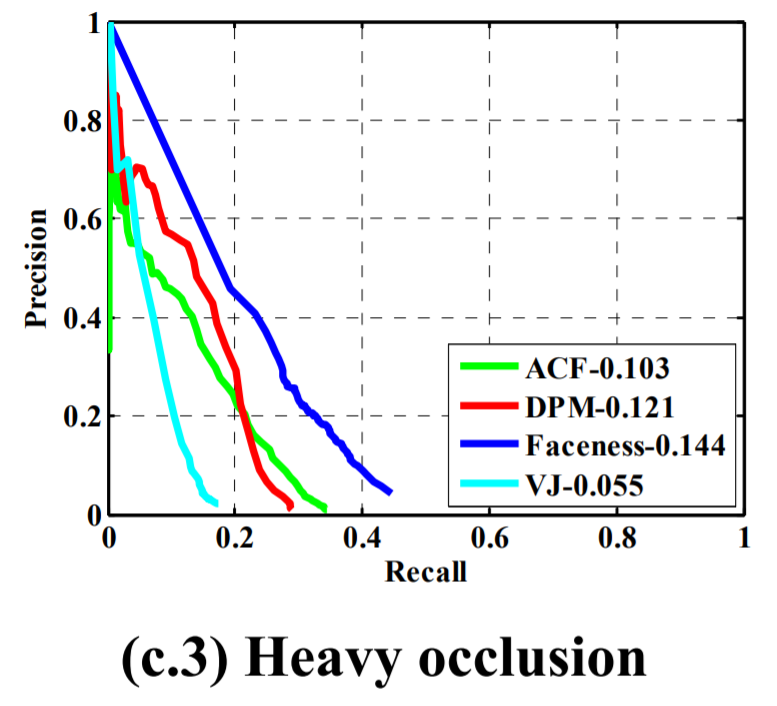 1
0.8
0.6
0.4
0.2
0
Precision
ACF-0.103
DPM-0.121
Faceness-0.144
VJ-0.055
0 0.2 0.4 0.6 0.8 1
Recall
(c.3) Heavy occlusion